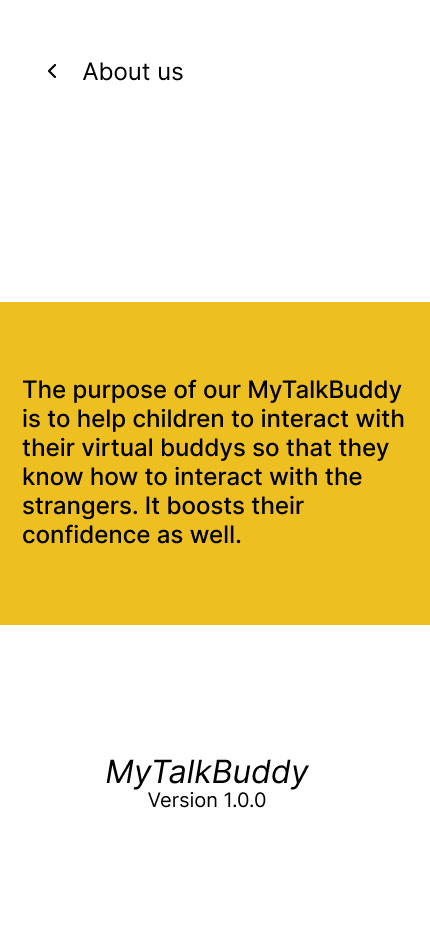 About us
The purpose of our MyTalkBuddy
is to help children to interact with
their virtual buddys so that they
know how to interact with the
strangers. It boosts their
confidence as well.
MyTalkBuddy
Version 1.0.0